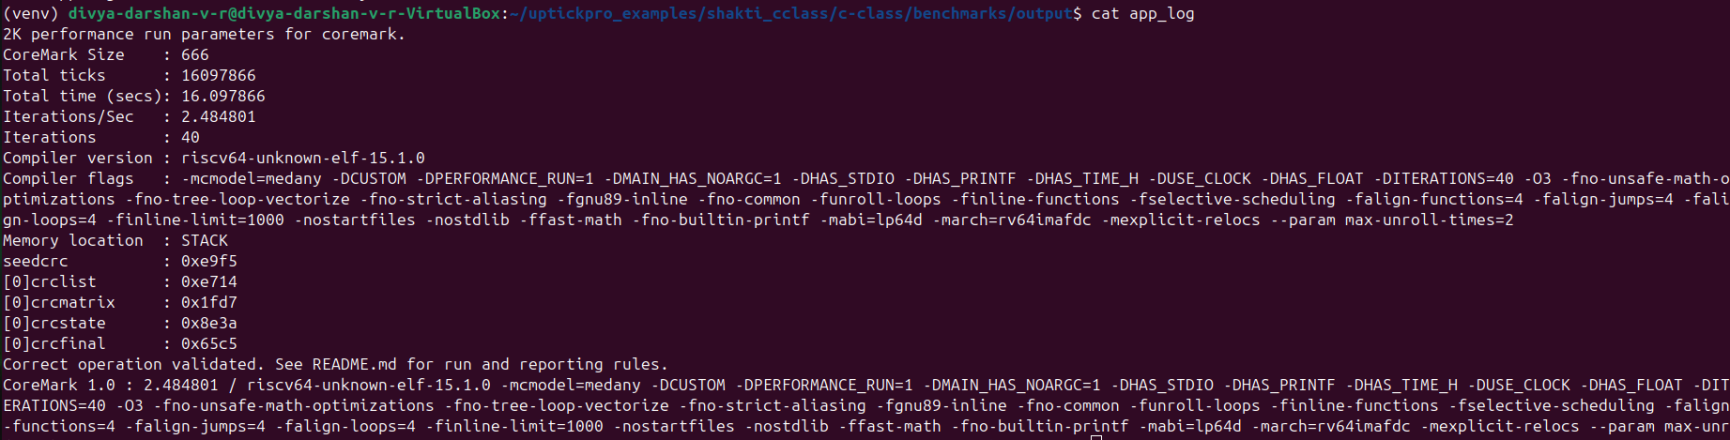 (venv) divya-darshan-v-r@divya-darshan-v-r-VirtualBox:~/uptickpro_examples/shakti_cclass/c-class/benchmarks/output$ cat app_log
2K performance run parameters for coremark.
CoreMark Size    : 666
Total ticks      : 16097866
Total time (secs): 16.097866
Iterations/Sec   : 2.484801
Iterations       : 40
Compiler version : riscv64-unknown-elf-15.1.0
Compiler flags   : -mcmodel=medany -DCUSTOM -DPERFORMANCE_RUN=1 -DMAIN_HAS_NOARGC=1 -DHAS_STDIO -DHAS_PRINTF -DHAS_TIME_H -DUSE_CLOCK -DHAS_FLOAT -DITERATIONS=40 -O3 -fno-unsafe-math-o
ptimizations -fno-tree-loop-vectorize -fno-strict-aliasing -fgnu89-inline -fno-common -funroll-loops -finline-functions -fselective-scheduling -falign-functions=4 -falign-jumps=4 -fali
gn-loops=4 -finline-limit=1000 -nostartfiles -nostdlib -ffast-math -fno-builtin-printf -mabi=lp64d -march=rv64imafdc -mexplicit-relocs --param max-unroll-times=2
Memory location  : STACK
seedcrc          : 0xe9f5
[0]crclist       : 0xe714
[0]crcmatrix     : 0x1fd7
[0]crcstate      : 0x8e3a
[0]crcfinal      : 0x65c5
Correct operation validated. See README.md for run and reporting rules.
CoreMark 1.0 : 2.484801 / riscv64-unknown-elf-15.1.0 -mcmodel=medany -DCUSTOM -DPERFORMANCE_RUN=1 -DMAIN_HAS_NOARGC=1 -DHAS_STDIO -DHAS_PRINTF -DHAS_TIME_H -DUSE_CLOCK -DHAS_FLOAT -DIT
ERATIONS=40 -O3 -fno-unsafe-math-optimizations -fno-tree-loop-vectorize -fno-strict-aliasing -fgnu89-inline -fno-common -funroll-loops -finline-functions -fselective-scheduling -falign
-functions=4 -falign-jumps=4 -falign-loops=4 -finline-limit=1000 -nostartfiles -nostdlib -ffast-math -fno-builtin-printf -mabi=lp64d -march=rv64imafdc -mexplicit-relocs --param max-unr